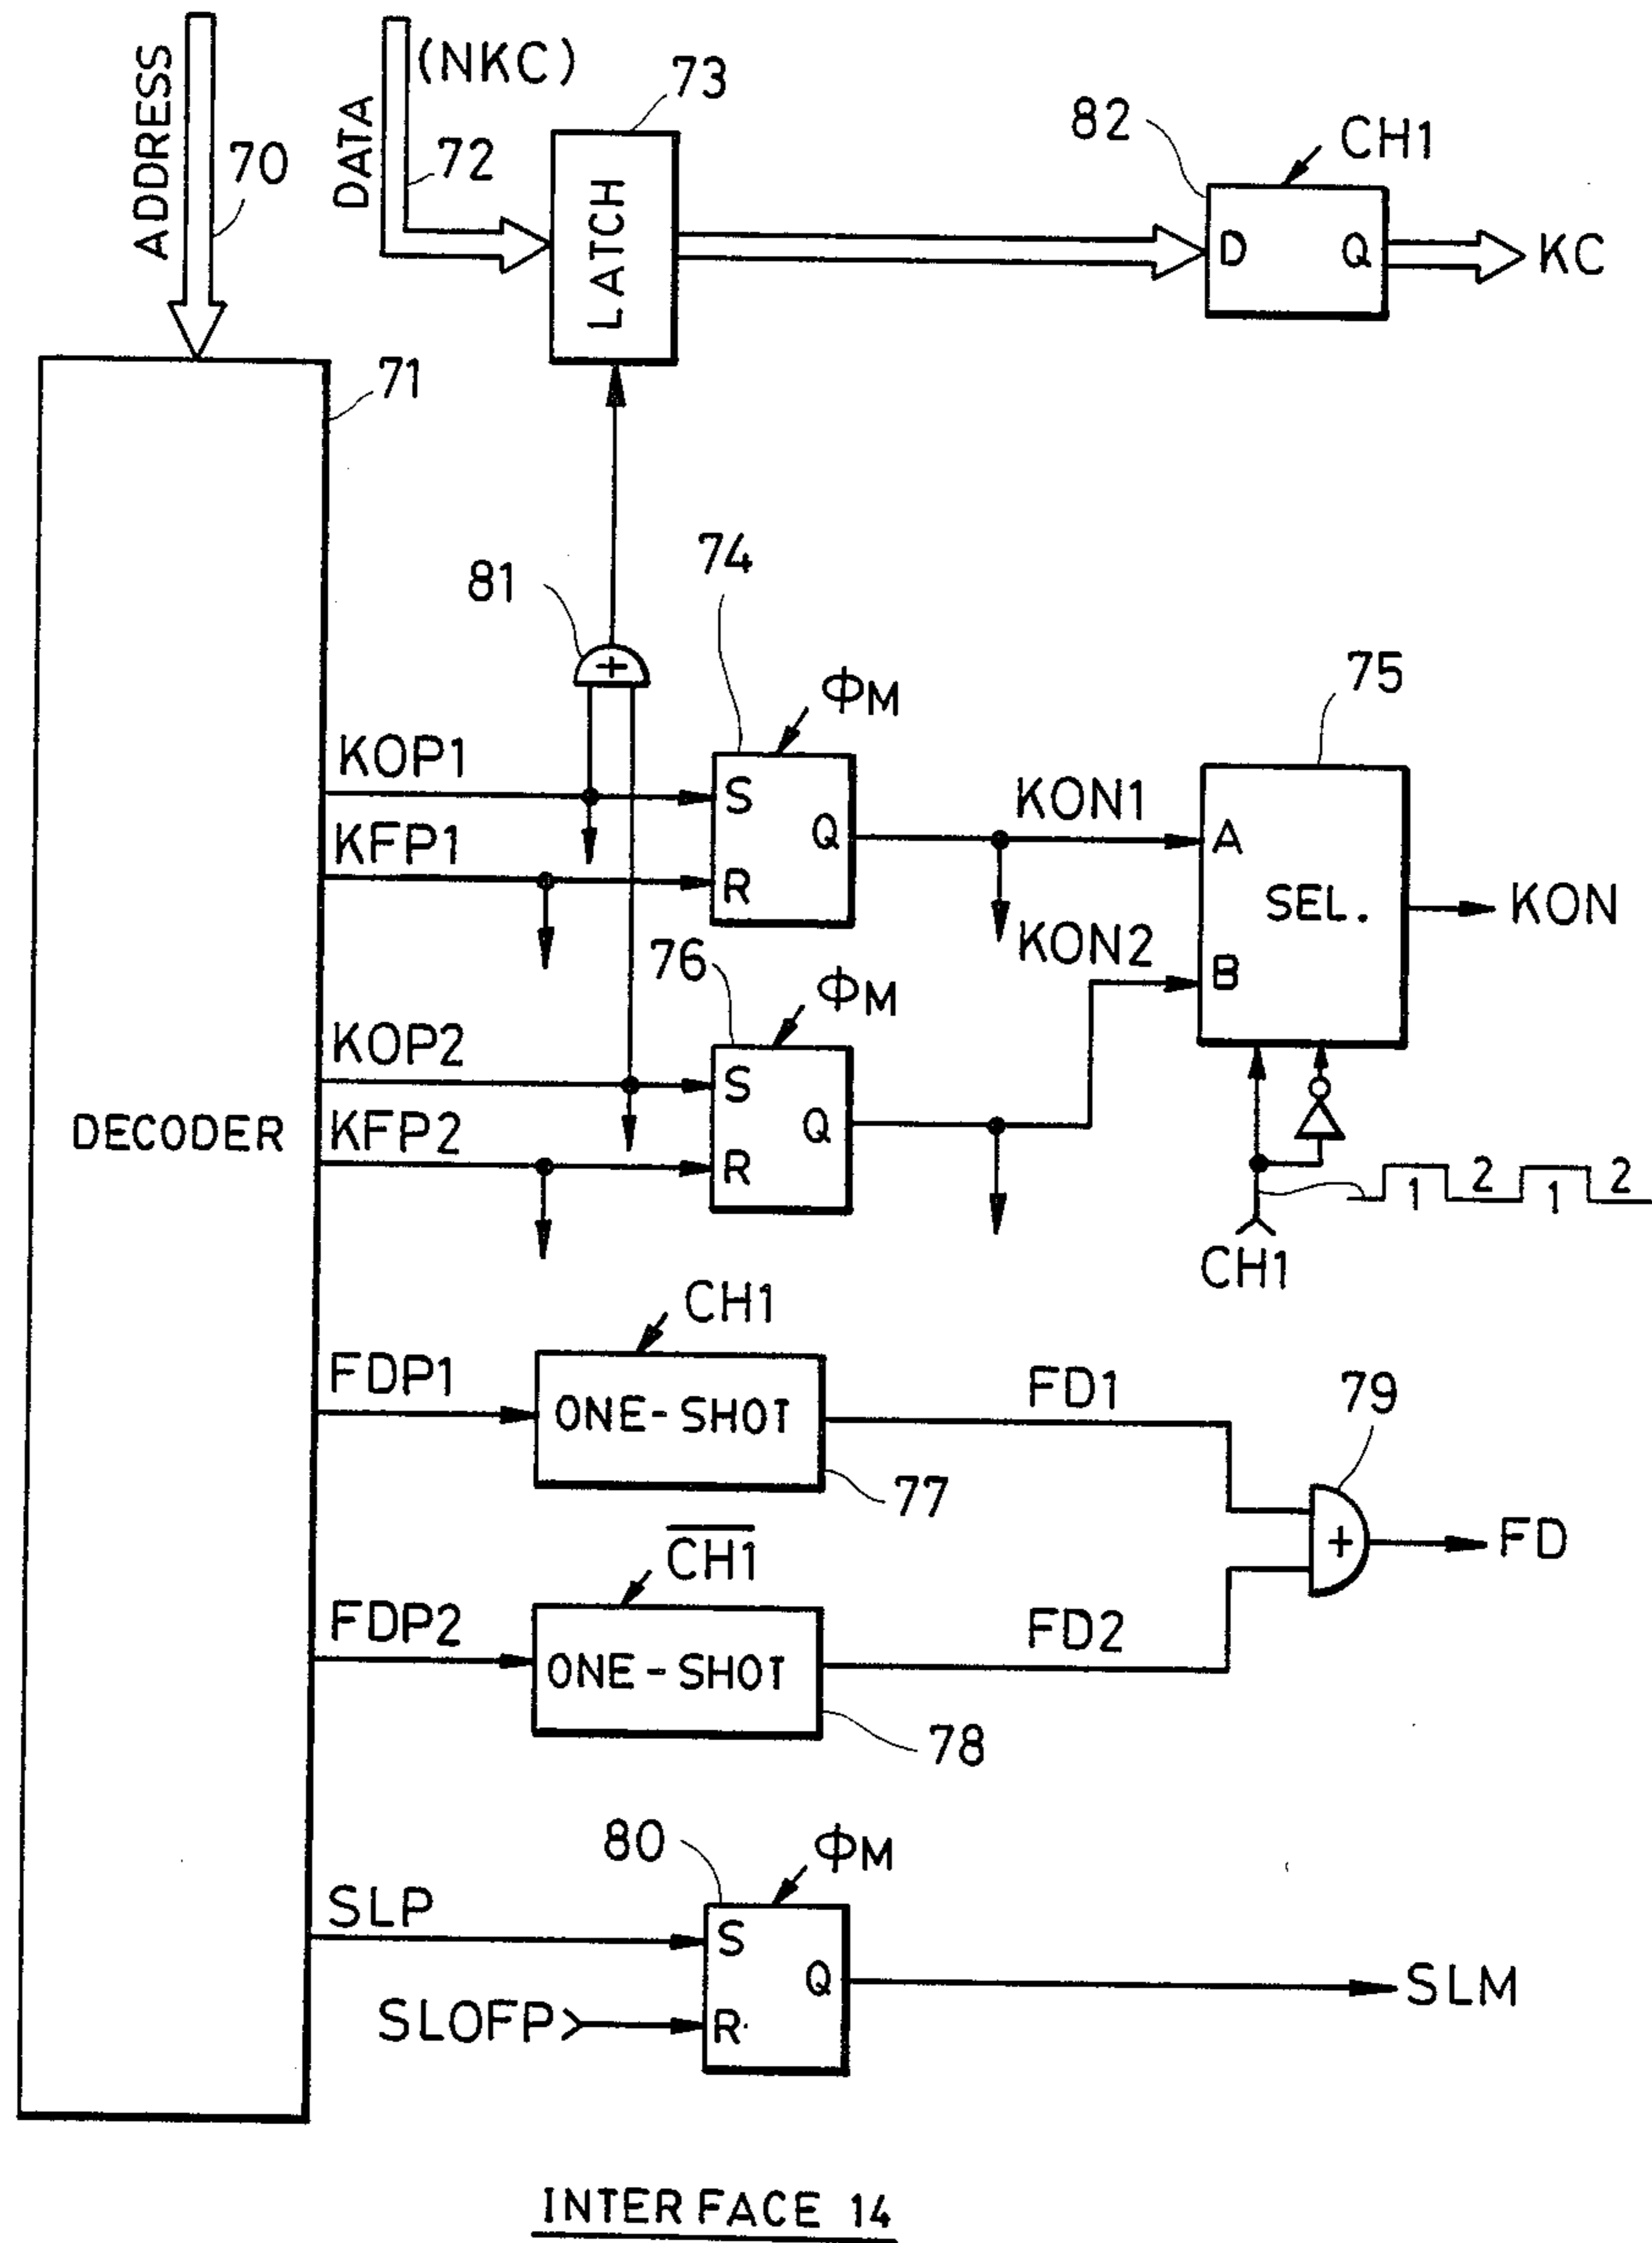 ADDRESS
70
DATA
(NKC)
72
73
LATCH
82
CH1
D
Q
KC
71
DECODER
81
74
ΦM
KOP1
KFP1
S
R
Q
KON1
75
A
B
SEL.
KON
KON2
76
ΦM
KOP2
KFP2
S
R
Q
CH1
1
2
1
2
CH1
FDP1
ONE-SHOT
77
FD1
79
+
FD
+
C̅H̅1̅
FDP2
ONE-SHOT
78
FD2
80
ΦM
SLP
S
Q
SLM
SLOFP
R
INTERFACE 14